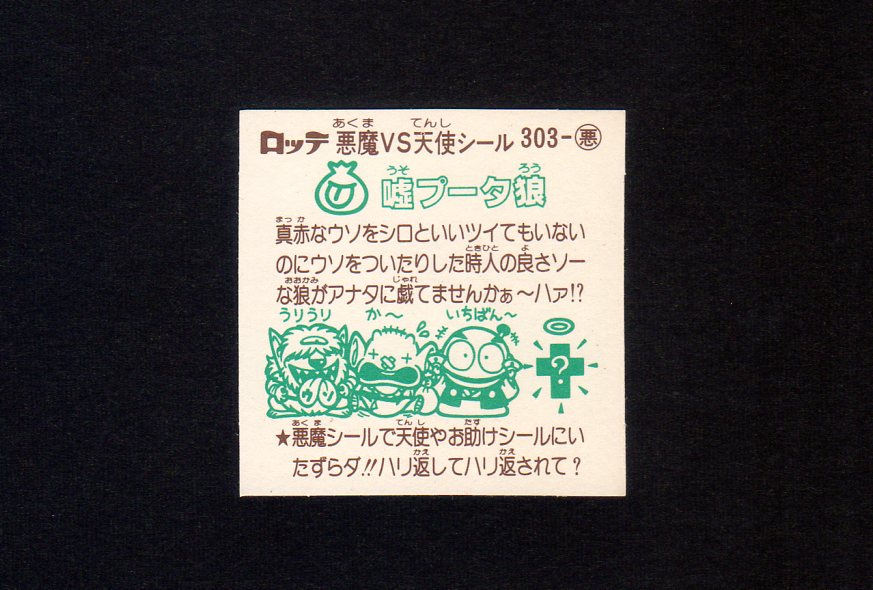 ロッテ 悪魔VS天使シール 303-悪
嘘プータ狼
真赤なウソをシロといいツイてもいない
のにウソをついたりした時人の良さソー
な狼がアナタに戯てませんかぁ〜ハァ!?
うりうり か〜 いちばん〜
?
★悪魔シールで天使やお助けシールにい
たずらダ!!ハリ返してハリ返されて?